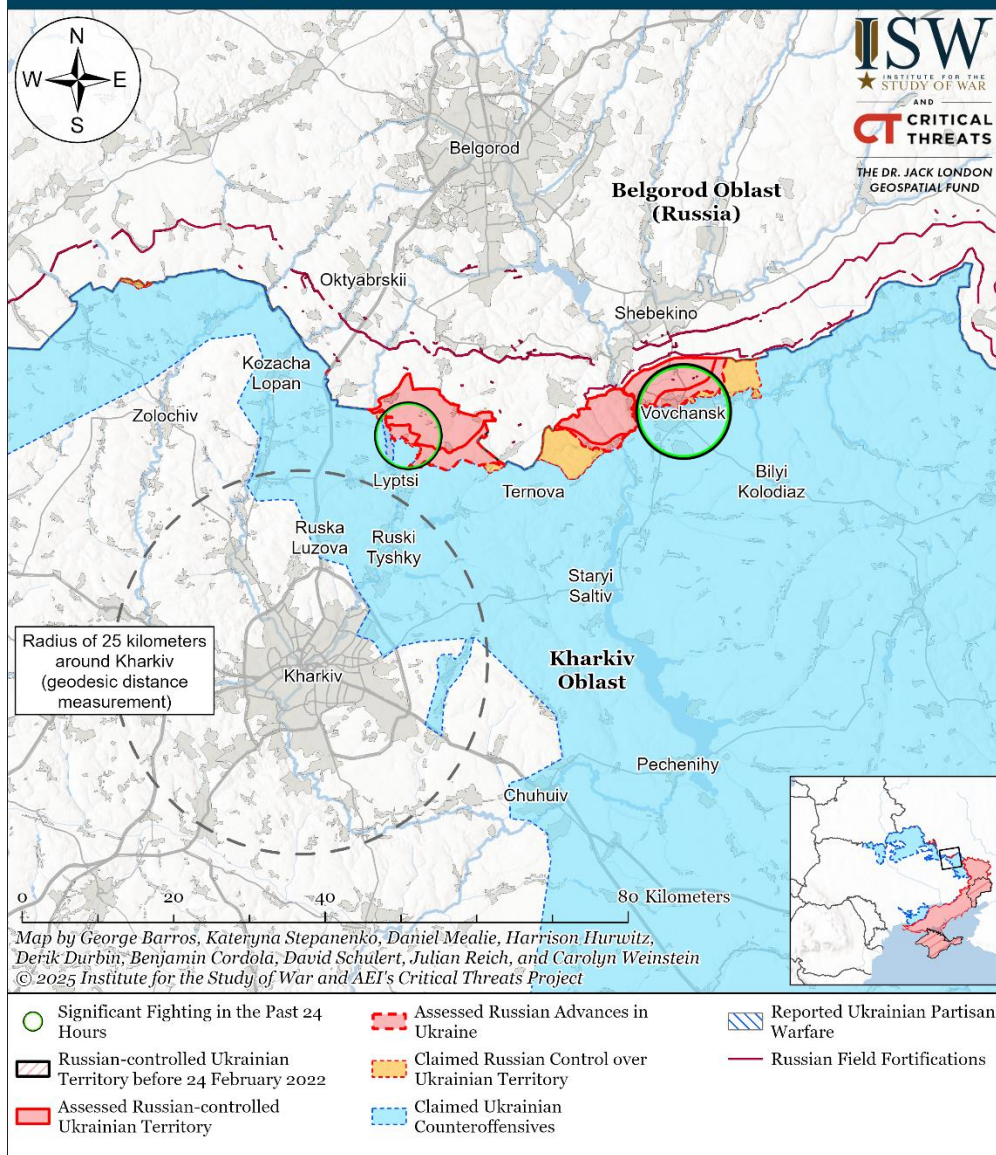 N
W E
S
ISW
INSTITUTE FOR THE
STUDY OF WAR
AND
CT CRITICAL
THREATS
THE DR. JACK LONDON
GEOSPATIAL FUND
Belgorod
Belgorod Oblast
(Russia)
Oktyabrskii
Shebekino
Kozacha
Lopan
Zolochiv
Vovchansk
Lyptsi
Ternova
Bilyi
Kolodiaz
Ruska
Luzova
Ruski
Tyshky
Staryi
Saltiv
Radius of 25 kilometers
around Kharkiv
(geodesic distance
measurement)
Kharkiv
Kharkiv
Oblast
Pechenihy
Chuhuiv
0 20 40 80 Kilometers
Map by George Barros, Kateryna Stepanenko, Daniel Mealie, Harrison Hurwitz,
Derik Durbin, Benjamin Cordola, David Schulert, Julian Reich, and Carolyn Weinstein
© 2025 Institute for the Study of War and AEI's Critical Threats Project
Significant Fighting in the Past 24
Hours
Russian-controlled Ukrainian
Territory before 24 February 2022
Assessed Russian-controlled
Ukrainian Territory
Assessed Russian Advances in
Ukraine
Claimed Russian Control over
Ukrainian Territory
Claimed Ukrainian
Counteroffensives
Reported Ukrainian Partisan
Warfare
Russian Field Fortifications